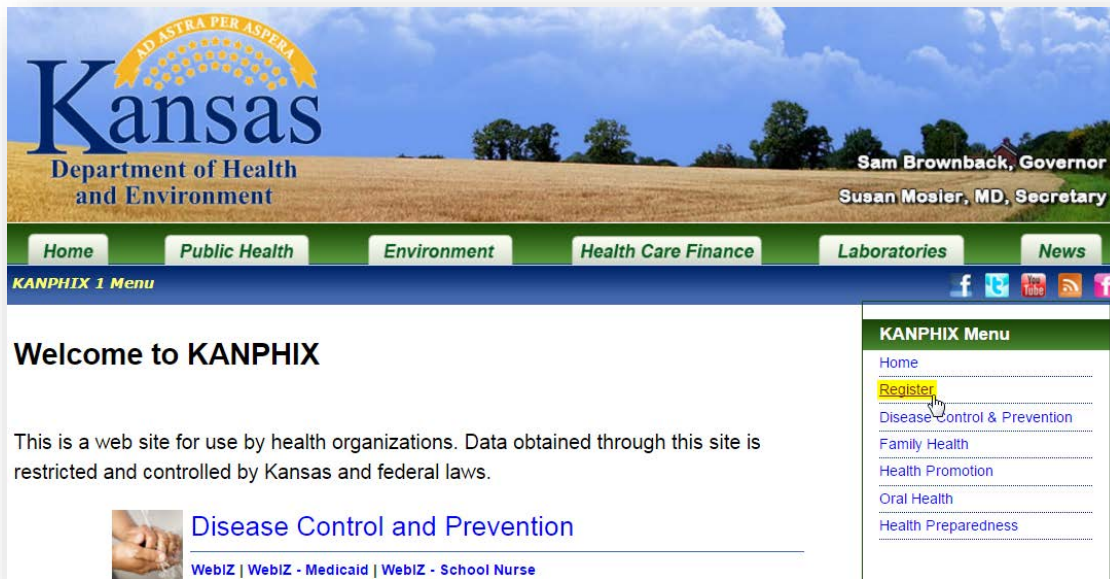 AD ASTRA PER ASPERA
Kansas
Department of Health
and Environment
Sam Brownback, Governor
Susan Mosier, MD, Secretary
Home Public Health Environment Health Care Finance Laboratories News
KANPHIX 1 Menu
f t You Tube f
Welcome to KANPHIX
This is a web site for use by health organizations. Data obtained through this site is
restricted and controlled by Kansas and federal laws.
Disease Control and Prevention
WebIZ | WebIZ - Medicaid | WebIZ - School Nurse
KANPHIX Menu
Home
Register
Disease Control & Prevention
Family Health
Health Promotion
Oral Health
Health Preparedness